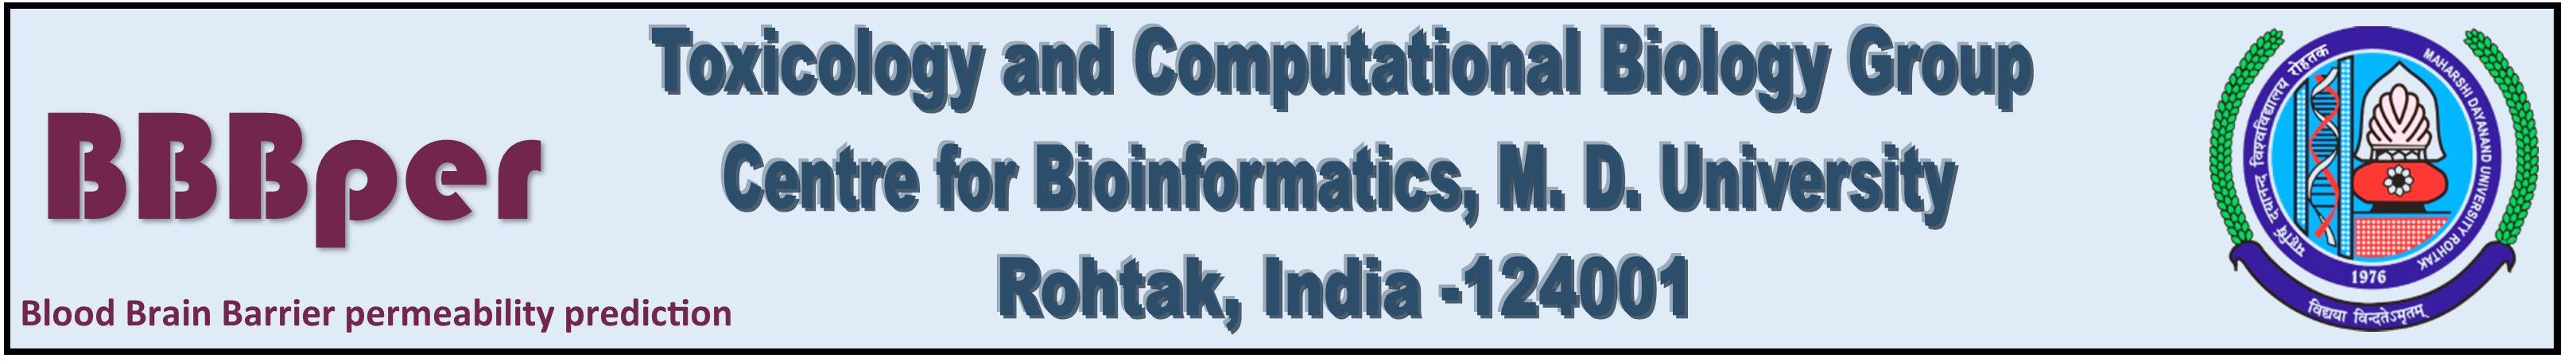 BBBper
Blood Brain Barrier permeability prediction
Toxicology and Computational Biology Group
Centre for Bioinformatics, M. D. University
Rohtak, India -124001
महर्षि दयानन्द विश्वविद्यालय रोहतक
MAHARSHI DAYANAND UNIVERSITY ROHTAK
1976
विद्यया विन्दतेऽमृतम्